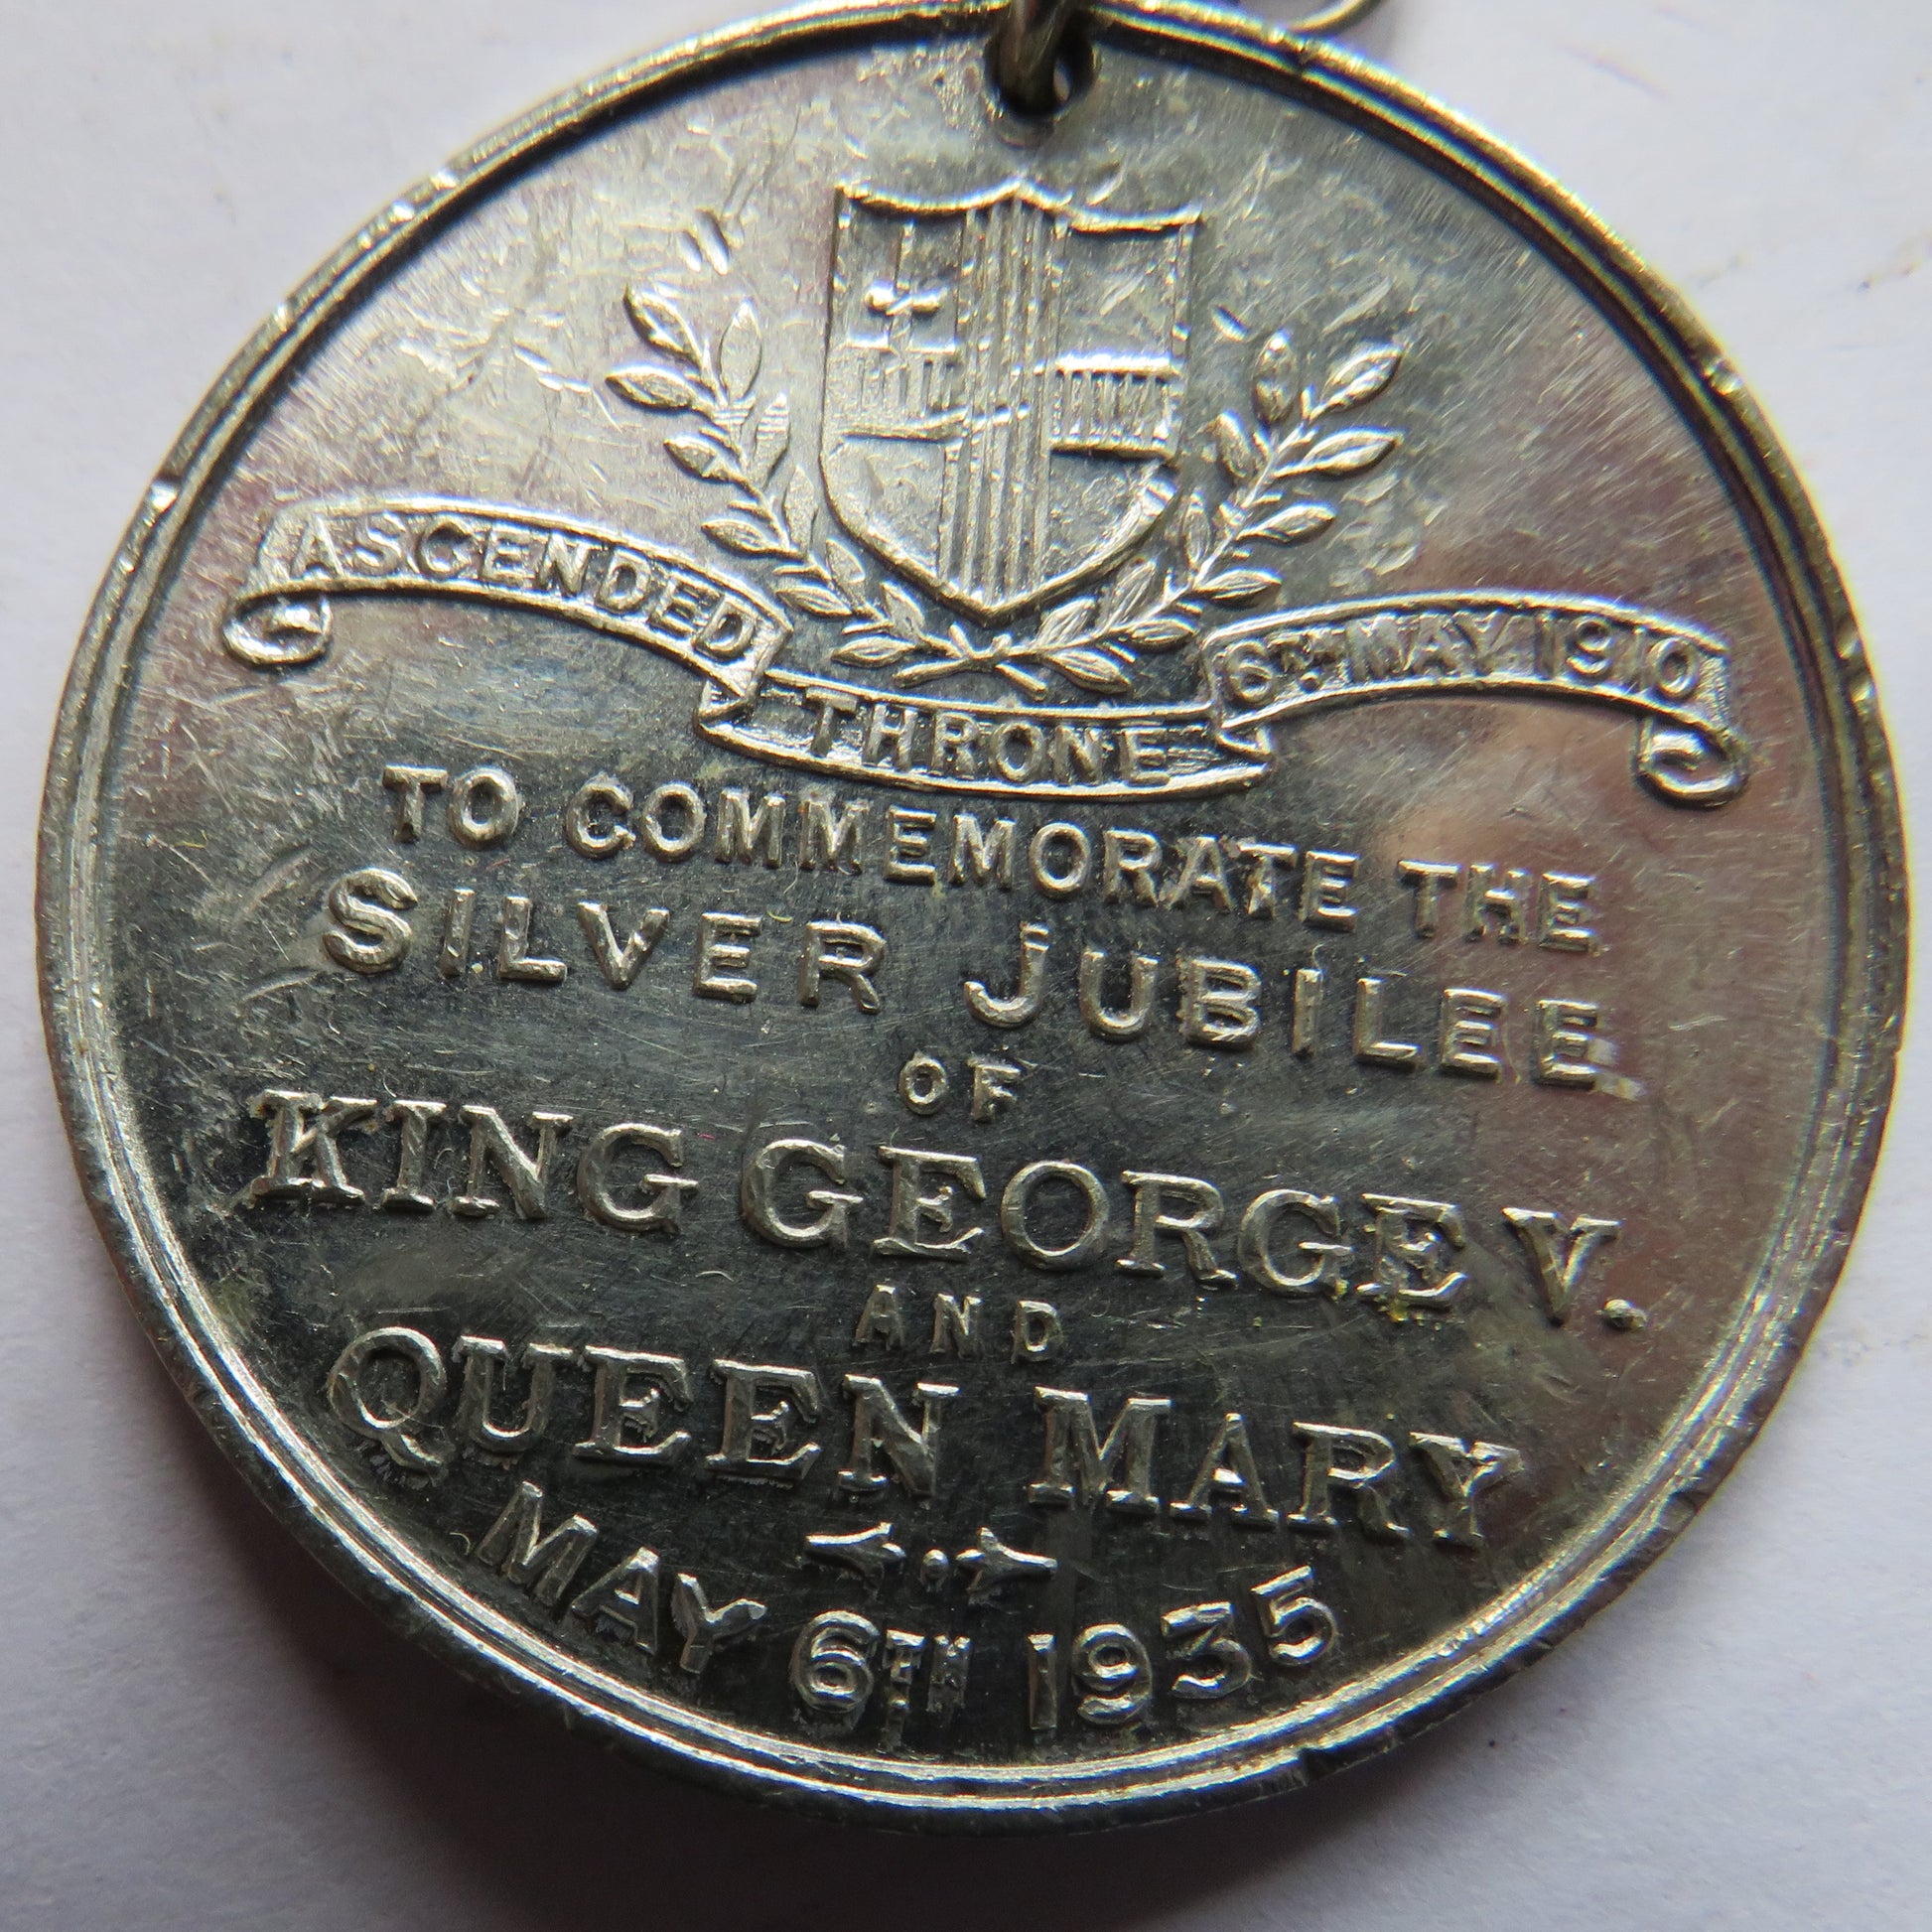 ASCENDED THRONE 6TH MAY 1910
TO COMMEMORATE THE
SILVER JUBILEE
OF
KING GEORGE V.
AND
QUEEN MARY
MAY 6TH 1935